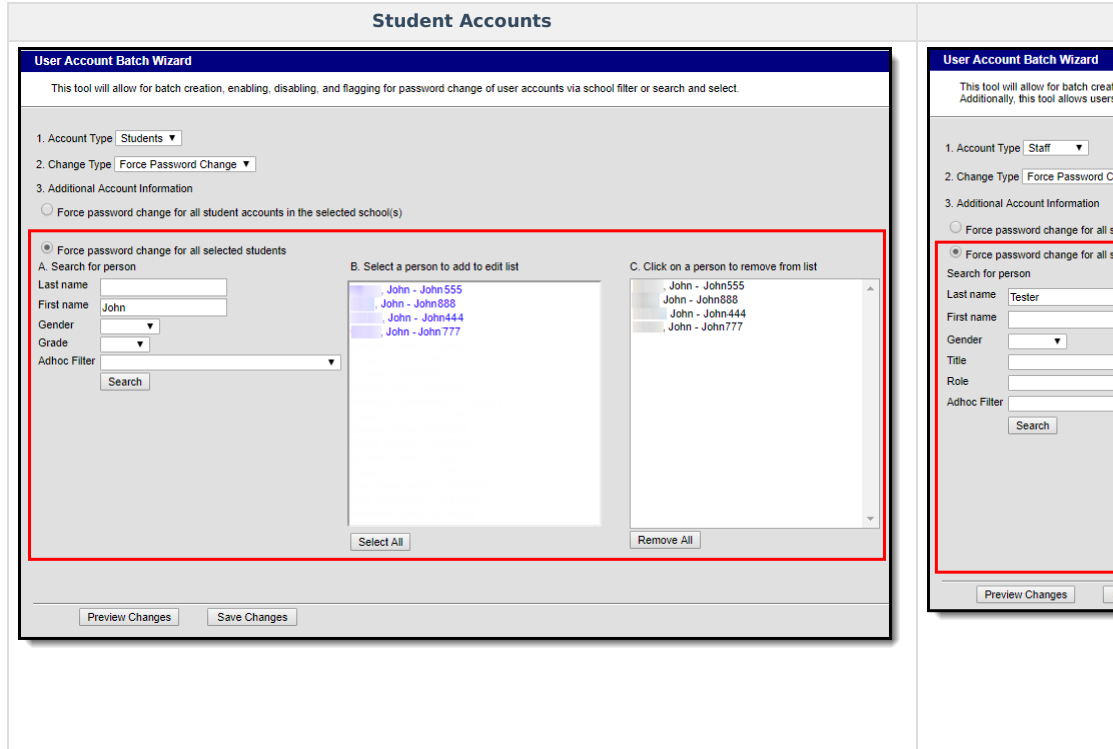 Student Accounts
User Account Batch Wizard
This tool will allow for batch creation, enabling, disabling, and flagging for password change of user accounts via school filter or search and select.
1. Account Type Students
2. Change Type Force Password Change
3. Additional Account Information
Force password change for all student accounts in the selected school(s)
Force password change for all selected students
A. Search for person
Last name
First name John
Gender
Grade
Adhoc Filter
Search
B. Select a person to add to edit list
, John - John555
, John - John888
, John - John444
, John - John777
Select All
C. Click on a person to remove from list
, John - John555
John - John888
, John - John444
, John - John777
Remove All
Preview Changes Save Changes
User Account Batch Wizard
This tool will allow for batch
Additionally, this tool allows
1. Account Type Staff
2. Change Type Force Password
3. Additional Account Information
Force password change for all
Force password change for all
Search for person
Last name Tester
First name
Gender
Title
Role
Adhoc Filter
Search
Preview Changes